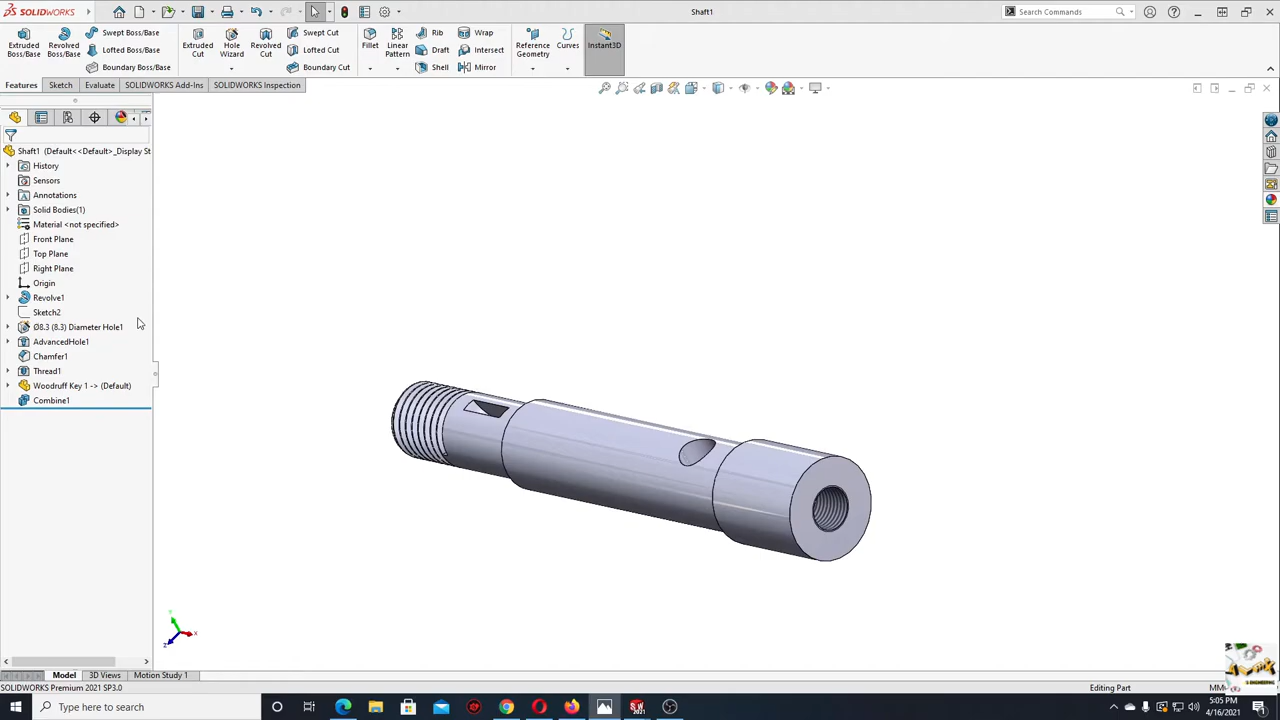 SOLIDWORKS
Shaft1
Search Commands
Extruded Boss/Base
Revolved Boss/Base
Swept Boss/Base
Lofted Boss/Base
Boundary Boss/Base
Extruded Cut
Hole Wizard
Revolved Cut
Swept Cut
Lofted Cut
Boundary Cut
Fillet
Linear Pattern
Rib
Draft
Shell
Wrap
Intersect
Mirror
Reference Geometry
Curves
Instant3D
Features
Sketch
Evaluate
SOLIDWORKS Add-Ins
SOLIDWORKS Inspection
Shaft1 (Default<<Default>_Display St
History
Sensors
Annotations
Solid Bodies(1)
Material <not specified>
Front Plane
Top Plane
Right Plane
Origin
Revolve1
Sketch2
Ø8.3 (8.3) Diameter Hole1
AdvancedHole1
Chamfer1
Thread1
Woodruff Key 1 -> (Default)
Combine1
Y
X
Z
Model
3D Views
Motion Study 1
SOLIDWORKS Premium 2021 SP3.0
Editing Part
Type here to search
5:05 PM
4/16/2021